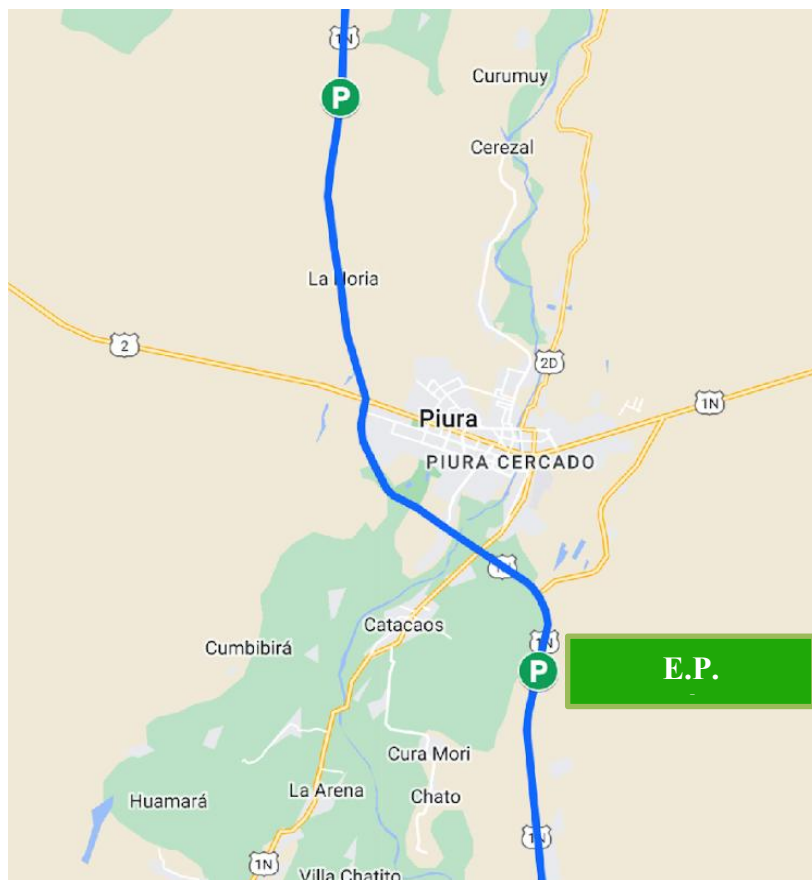 1N
Curumuy
P
Cerezal
La Noria
2
2D
1N
Piura
PIURA CERCADO
1N
Catacaos
Cumbibirá
1N
P
E.P.
-
Cura Mori
La Arena
Chato
Huamará
1N
1N
Villa Chatito